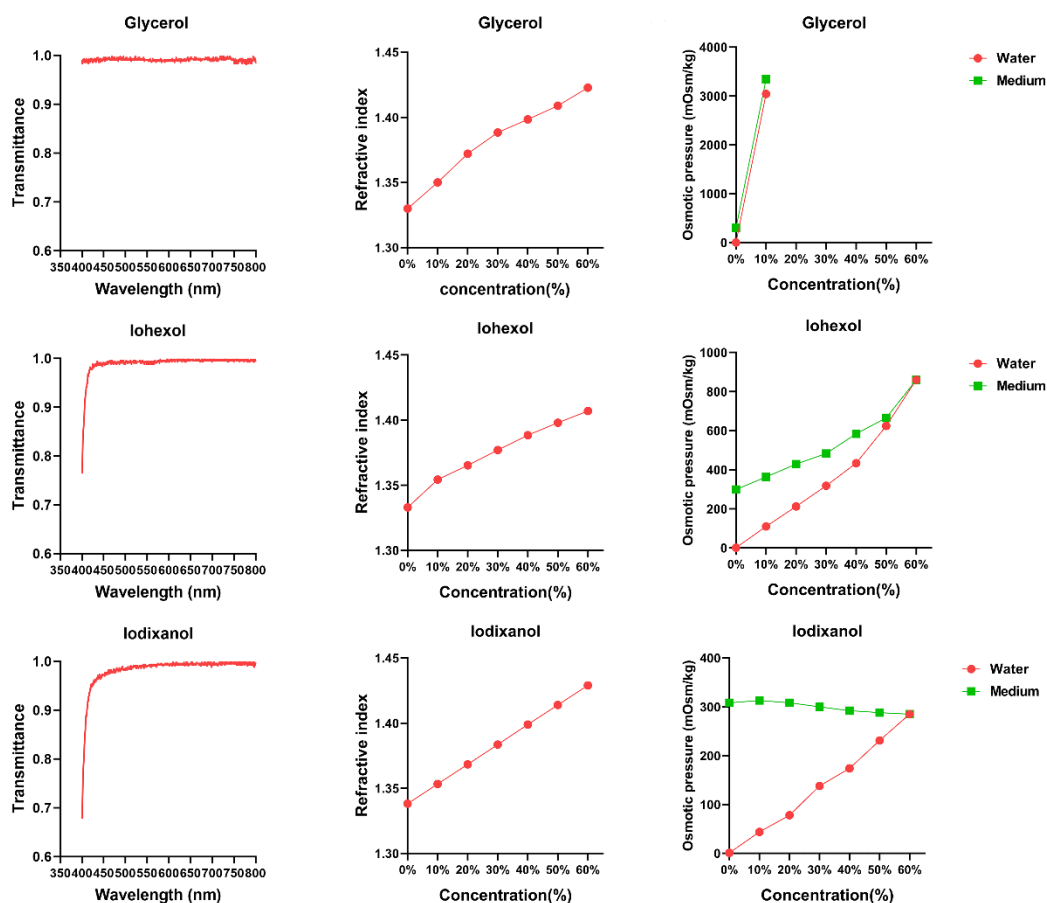 Glycerol
1.0
0.9
0.8
0.7
0.6
350400450500550600650700750800
Transmittance
Wavelength (nm)
Glycerol
1.45
1.40
1.35
1.30
0% 10% 20% 30% 40% 50% 60%
Refractive index
concentration(%)
Glycerol
4000
3000
2000
1000
0
0% 10% 20% 30% 40% 50% 60%
Osmotic pressure (mOsm/kg)
Concentration(%)
Water
Medium
Iohexol
1.0
0.9
0.8
0.7
0.6
350400450500550600650700750800
Transmittance
Wavelength (nm)
Iohexol
1.45
1.40
1.35
1.30
0% 10% 20% 30% 40% 50% 60%
Refractive index
Concentration(%)
Iohexol
1000
800
600
400
200
0
0% 10% 20% 30% 40% 50% 60%
Osmotic pressure (mOsm/kg)
Concentration(%)
Water
Medium
Iodixanol
1.0
0.9
0.8
0.7
0.6
350400450500550600650700750800
Transmittance
Wavelength (nm)
Iodixanol
1.45
1.40
1.35
1.30
0% 10% 20% 30% 40% 50% 60%
Refractive index
Concentration(%)
Iodixanol
400
300
200
100
0
0% 10% 20% 30% 40% 50% 60%
Osmotic pressure (mOsm/kg)
Concentration(%)
Water
Medium